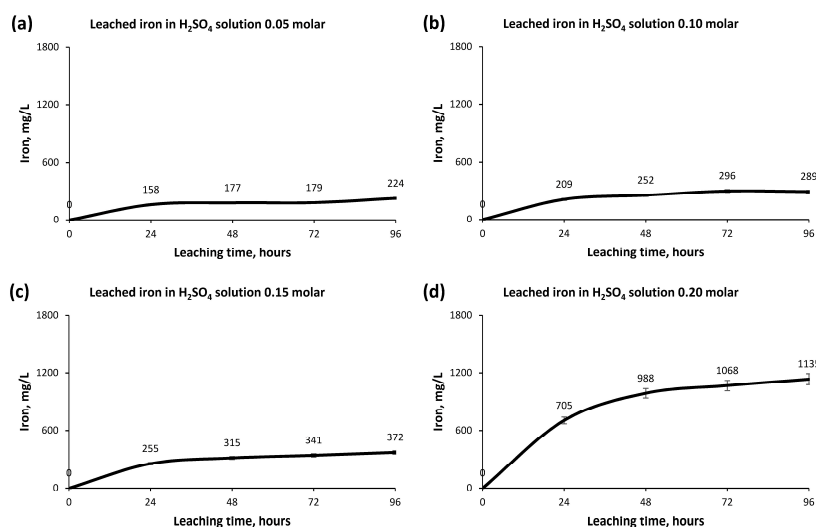 (a)
Leached iron in H₂SO₄ solution 0.05 molar
1800
1200
600
0
Iron, mg/L
0
158
177
179
224
0 24 48 72 96
Leaching time, hours
(b)
Leached iron in H₂SO₄ solution 0.10 molar
1800
1200
600
0
Iron, mg/L
0
209
252
296
289
0 24 48 72 96
Leaching time, hours
(c)
Leached iron in H₂SO₄ solution 0.15 molar
1800
1200
600
0
Iron, mg/L
0
255
315
341
372
0 24 48 72 96
Leaching time, hours
(d)
Leached iron in H₂SO₄ solution 0.20 molar
1800
1200
600
0
Iron, mg/L
0
705
988
1068
0 24 48 72 96
Leaching time, hours